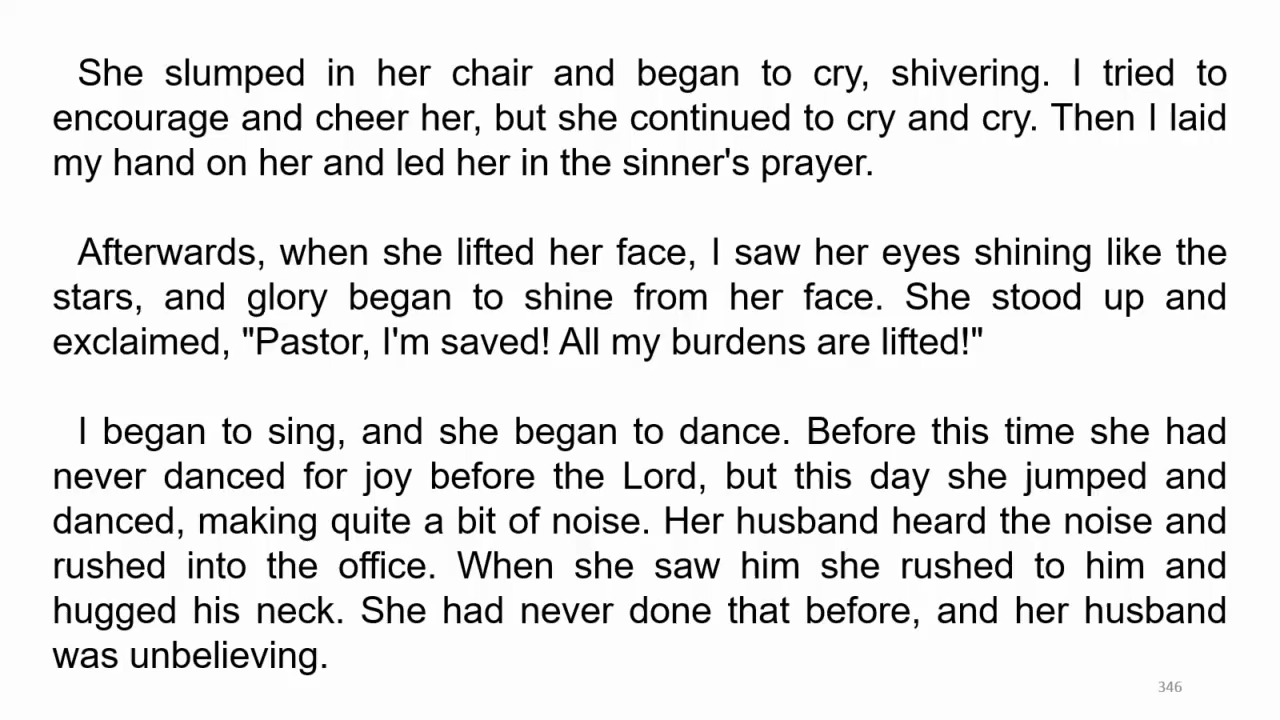 She slumped in her chair and began to cry, shivering. I tried to
encourage and cheer her, but she continued to cry and cry. Then I laid
my hand on her and led her in the sinner's prayer.
Afterwards, when she lifted her face, I saw her eyes shining like the
stars, and glory began to shine from her face. She stood up and
exclaimed, "Pastor, I'm saved! All my burdens are lifted!"
I began to sing, and she began to dance. Before this time she had
never danced for joy before the Lord, but this day she jumped and
danced, making quite a bit of noise. Her husband heard the noise and
rushed into the office. When she saw him she rushed to him and
hugged his neck. She had never done that before, and her husband
was unbelieving.
346